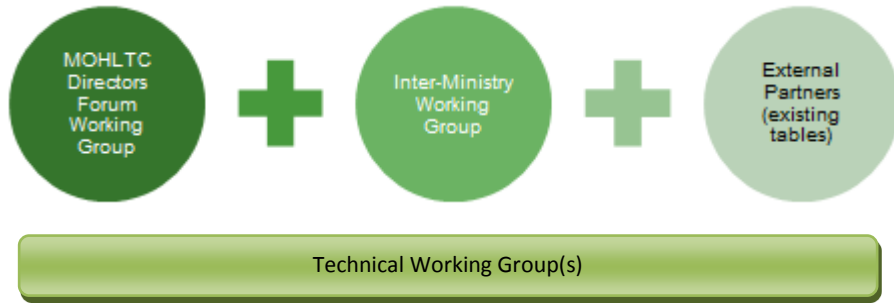 MOHLTC
Directors
Forum
Working
Group
Inter-Ministry
Working
Group
External
Partners
(existing
tables)
Technical Working Group(s)